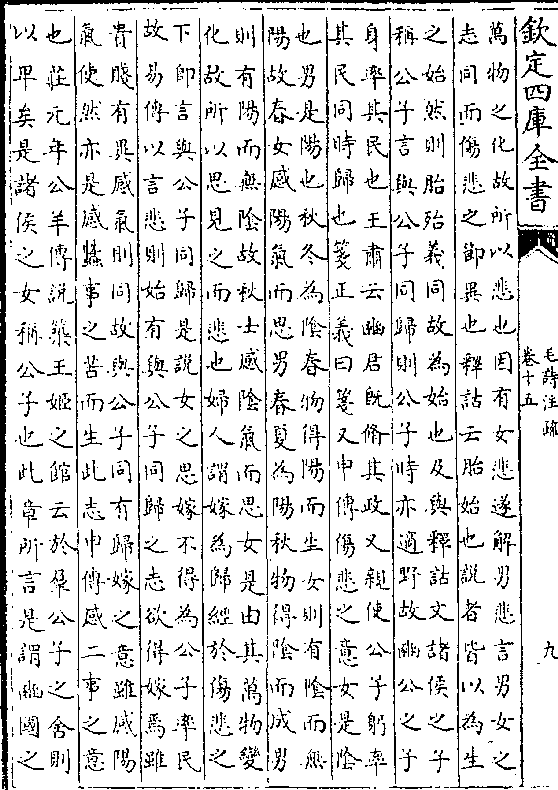 欽定四庫全書
毛詩注疏
卷十五
九
萬物之化故所以悲也因有女悲遂解男悲言男女之
志同而傷悲之節異也釋詁云胎始也說者皆以為生
之始然則胎殆義同故為始也及與釋詁文諸侯之子
稱公子言與公子同歸則公子時亦適野故豳公之子
身率其民也王肅云豳君既脩其政又親使公子躬率
其民同時歸也箋正義曰箋又申傳傷悲之意女是陰
也男是陽也秋冬為陰春物得陽而生女則有陰而無
陽故春女感陽氣而思男春夏為陽秋物得陰而成男
則有陽而無陰故秋士感陰氣而思女是由其萬物變
化故所以思見之而悲也婦人謂嫁為歸經於傷悲之
下即言與公子同歸是說女之思嫁不得為公子率民
故易傳以言悲則始有與公子同歸之志欲得嫁焉雖
貴賤有異感氣則同故與公子同有歸嫁之意雖感陽
氣使然亦是感蠶事之苦而生此志申傳感二事之意
也莊元年公羊傳說築王姬之館云於羣公子之舍則
以卑矣是諸侯之女稱公子也此章所言是謂豳國之